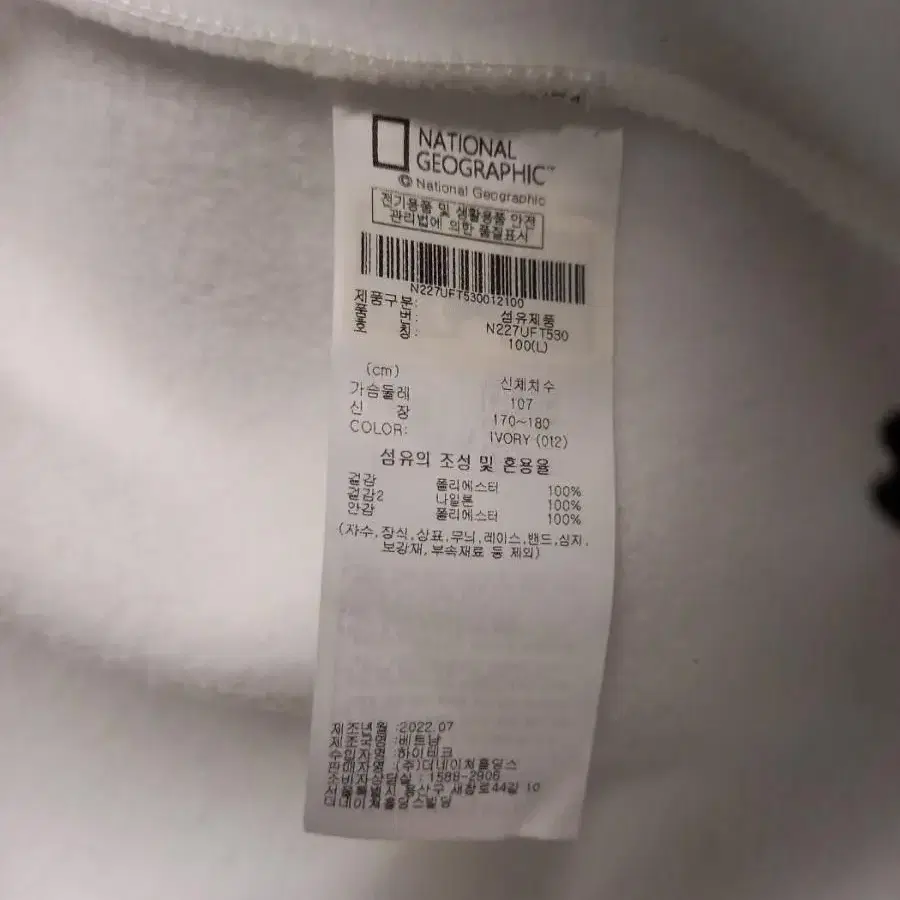 NATIONAL
GEOGRAPHIC™
© National Geographic
전기용품 및 생활용품 안전
관리법에 의한 품질표시
N227UFT530012100
제품구분: 섬유제품
품 번: N227UFT530
호 칭: 100(L)
(cm) 신체치수
가슴둘레 107
신 장 170~180
COLOR: IVORY (012)
섬유의 조성 및 혼용율
겉감 폴리에스터 100%
겉감2 나일론 100%
안감 폴리에스터 100%
(자수,장식,상표,무늬,레이스,밴드,심지,
보강재,부속재료 등 제외)
제조년월 :2022.07
제조국명 :베트남
수입자명 :하이비크
판매자명 :(주)더네이쳐홀딩스
소비자상담실 : 1588-2906
서울특별시 용산구 새창로44길 10
더네이쳐홀딩스빌딩